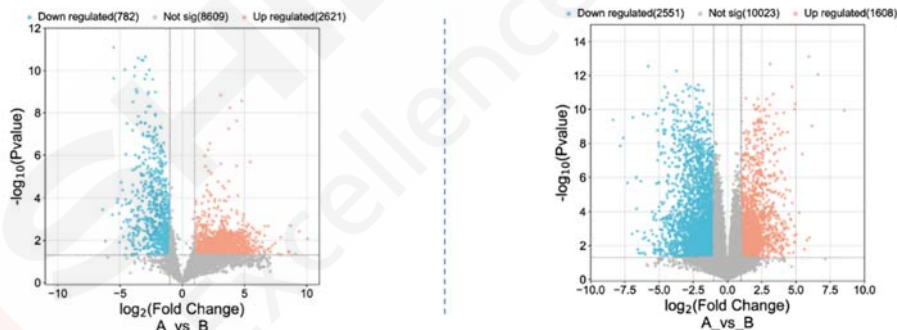 Down regulated(782) Not sig(8609) Up regulated(2621)
12
10
8
6
4
2
0
-log10(Pvalue)
−10 −5 0 5 10
log2(Fold Change)
A_vs_B
Down regulated(2551) Not sig(10023) Up regulated(1608)
14
12
10
8
6
4
2
0
-log10(Pvalue)
−10.0 −7.5 −5.0 −2.5 0.0 2.5 5.0 7.5 10.0
log2(Fold Change)
A_vs_B
Excellence